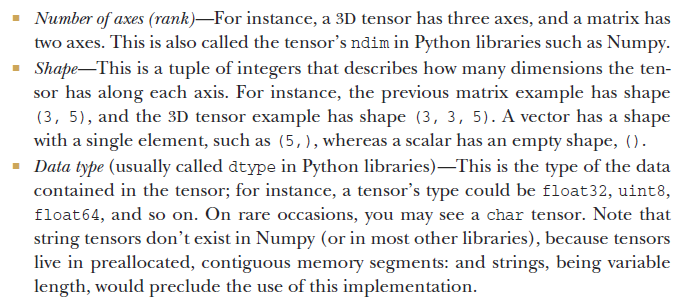 ▪ Number of axes (rank)—For instance, a 3D tensor has three axes, and a matrix has
two axes. This is also called the tensor's ndim in Python libraries such as Numpy.
▪ Shape—This is a tuple of integers that describes how many dimensions the ten-
sor has along each axis. For instance, the previous matrix example has shape
(3, 5), and the 3D tensor example has shape (3, 3, 5). A vector has a shape
with a single element, such as (5,), whereas a scalar has an empty shape, ().
▪ Data type (usually called dtype in Python libraries)—This is the type of the data
contained in the tensor; for instance, a tensor's type could be float32, uint8,
float64, and so on. On rare occasions, you may see a char tensor. Note that
string tensors don't exist in Numpy (or in most other libraries), because tensors
live in preallocated, contiguous memory segments: and strings, being variable
length, would preclude the use of this implementation.